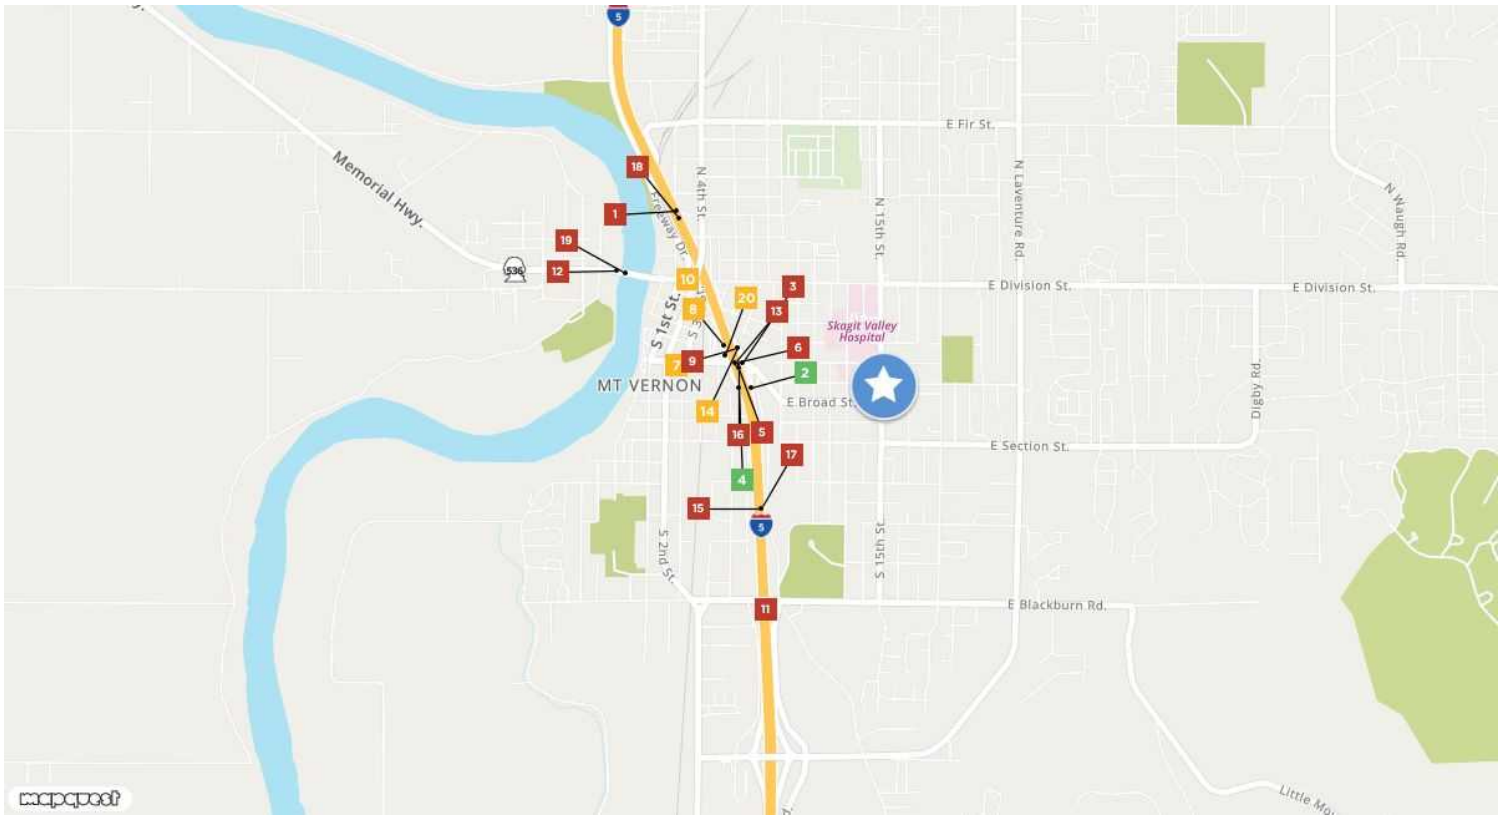 5
E Fir St.
Memorial Hwy.
18
N 4th St.
N 15th St.
N Laventure Rd.
N Waugh Rd.
1
Freeway Dr.
19
12
536
10
3
E Division St.
E Division St.
20
8
13
S 1st St.
Skagit Valley
Hospital
6
9
7
2
MT VERNON
E Broad St.
Digby Rd.
14
16
5
E Section St.
17
4
15
5
S 2nd St.
S 15th St.
11
E Blackburn Rd.
mapquest